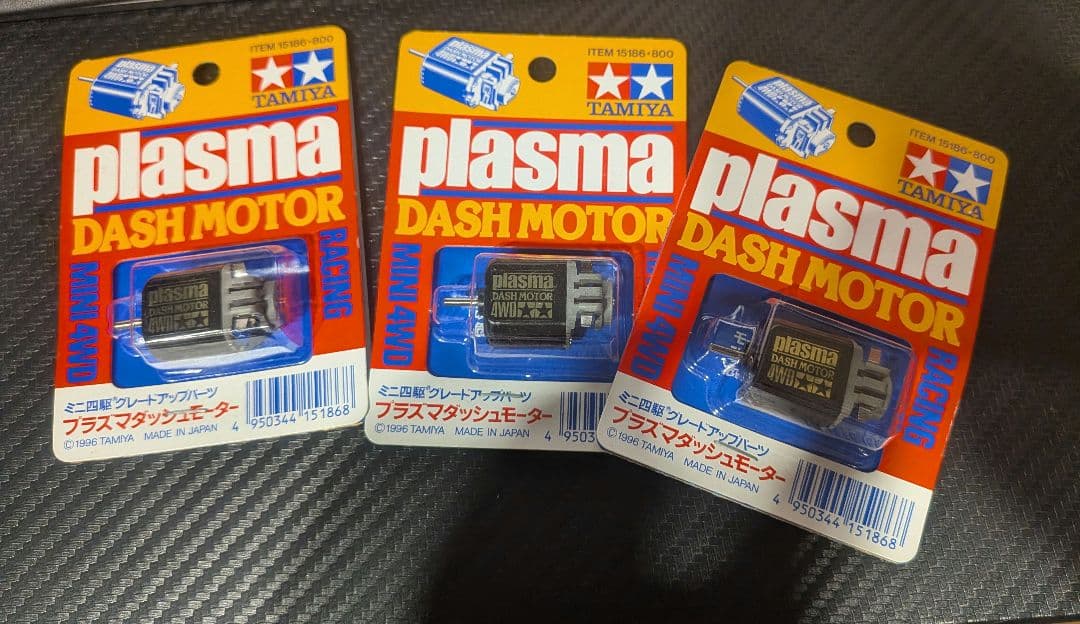 ITEM 15186-800
TAMIYA
plasma
DASH MOTOR
MINI 4WD
RACING
plasma
DASH MOTOR
4WD
ミニ四駆®グレードアップパーツ
プラズマダッシュモーター
©1996 TAMIYA MADE IN JAPAN
4 950344 151868
ITEM 15186-800
TAMIYA
plasma
DASH MOTOR
MINI 4WD
plasma
DASH MOTOR
4WD
ミニ四駆®グレードアップパーツ
プラズマダッシュモーター
©1996 TAMIYA MADE IN JAPAN
4 9503
ITEM 15186-800
TAMIYA
plasma
DASH MOTOR
MINI 4WD
RACING
plasma
DASH MOTOR
4WD
ミニ四駆®グレードアップパーツ
プラズマダッシュモーター
©1996 TAMIYA MADE IN JAPAN
4 950344 151868